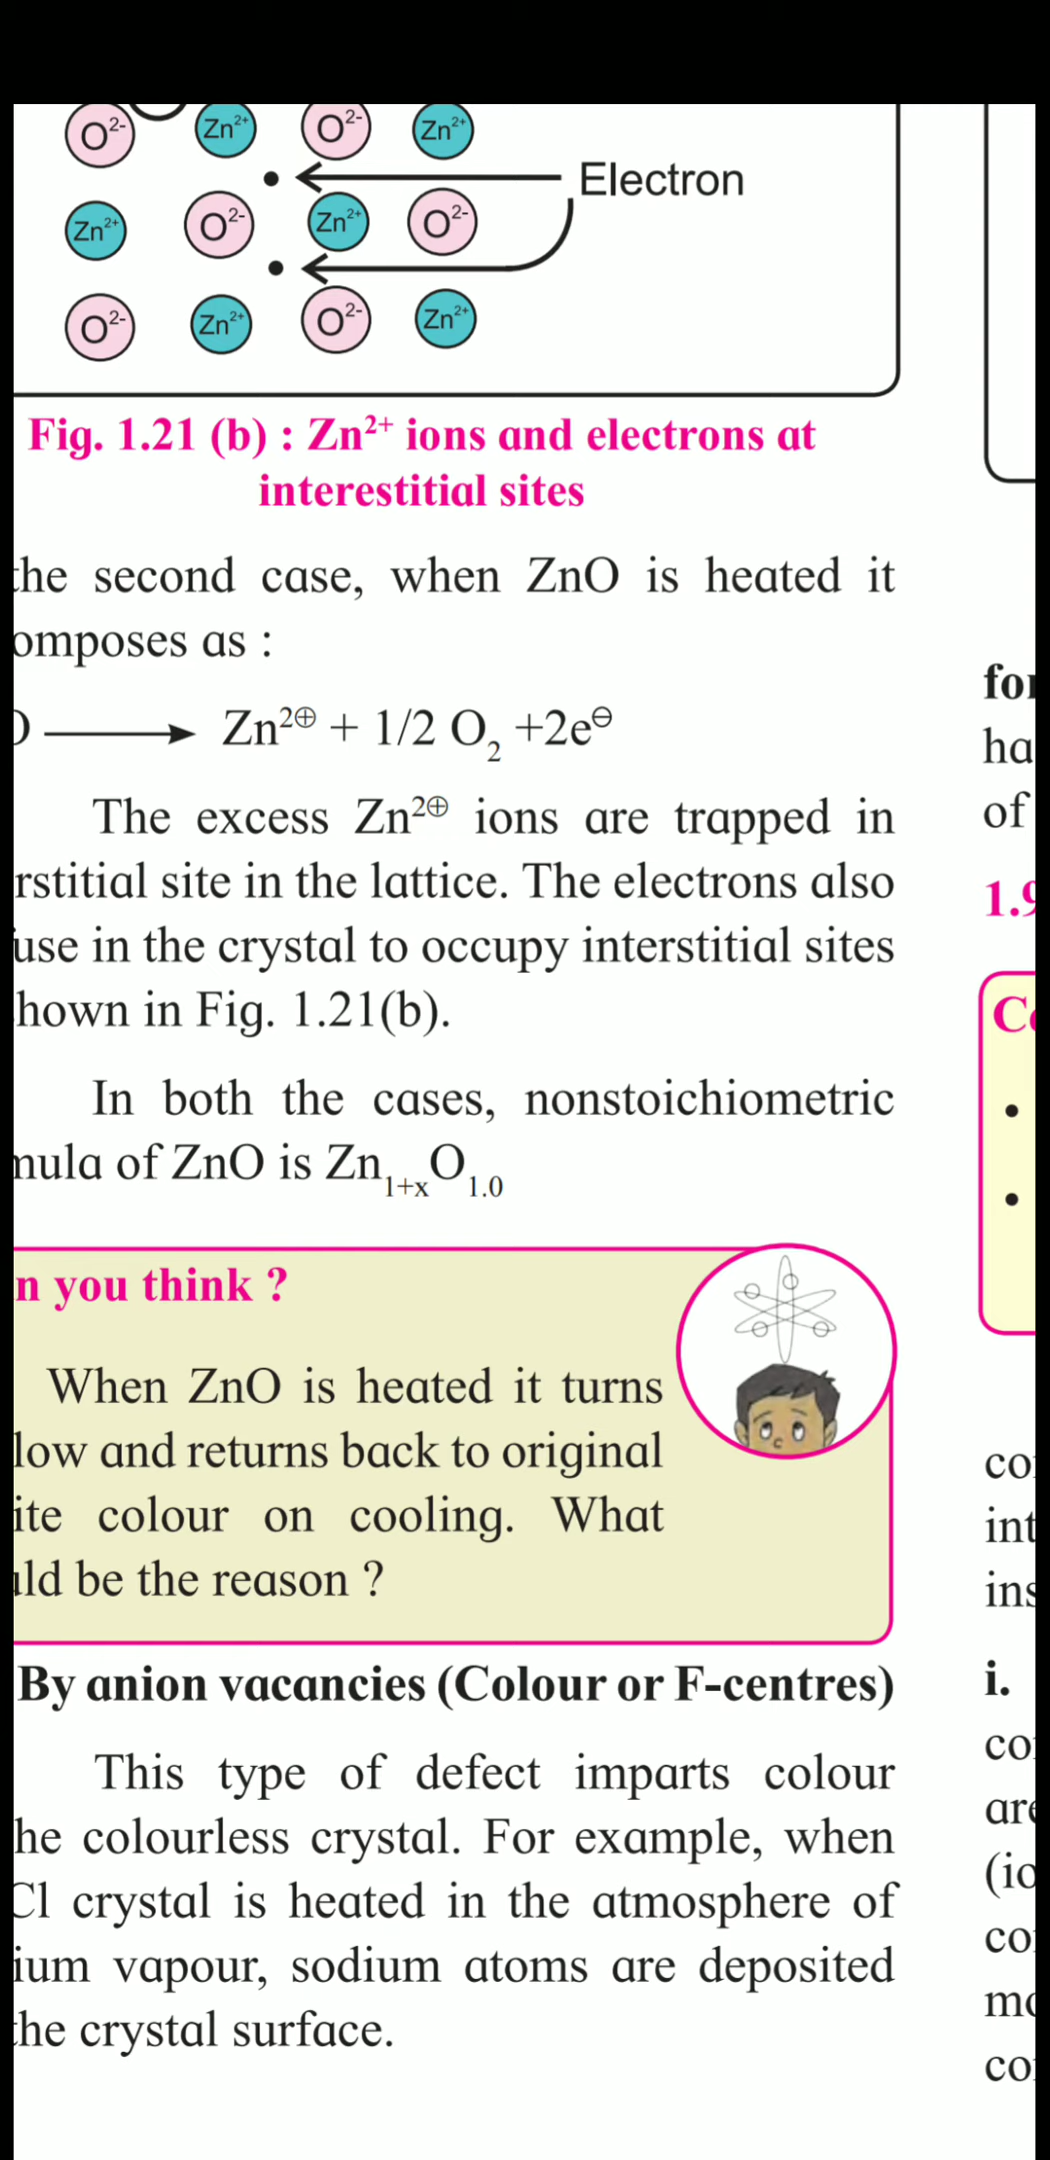 O²⁻ Zn²⁺ O²⁻ Zn²⁺
Electron
Zn²⁺ O²⁻ Zn²⁺ O²⁻
O²⁻ Zn²⁺ O²⁻ Zn²⁺
Fig. 1.21 (b) : Zn²⁺ ions and electrons at
interestitial sites
the second case, when ZnO is heated it
omposes as :
⟶ Zn²⊕ + 1/2 O₂ +2e⊖
The excess Zn²⊕ ions are trapped in
rstitial site in the lattice. The electrons also
use in the crystal to occupy interstitial sites
hown in Fig. 1.21(b).
In both the cases, nonstoichiometric
mula of ZnO is Zn₁₊ₓO₁.₀
n you think ?
When ZnO is heated it turns
low and returns back to original
ite colour on cooling. What
uld be the reason ?
By anion vacancies (Colour or F-centres)
This type of defect imparts colour
he colourless crystal. For example, when
Cl crystal is heated in the atmosphere of
ium vapour, sodium atoms are deposited
the crystal surface.
for
ha
of
1.9
•
•
co
int
ins
i.
co
are
(io
co
mo
co